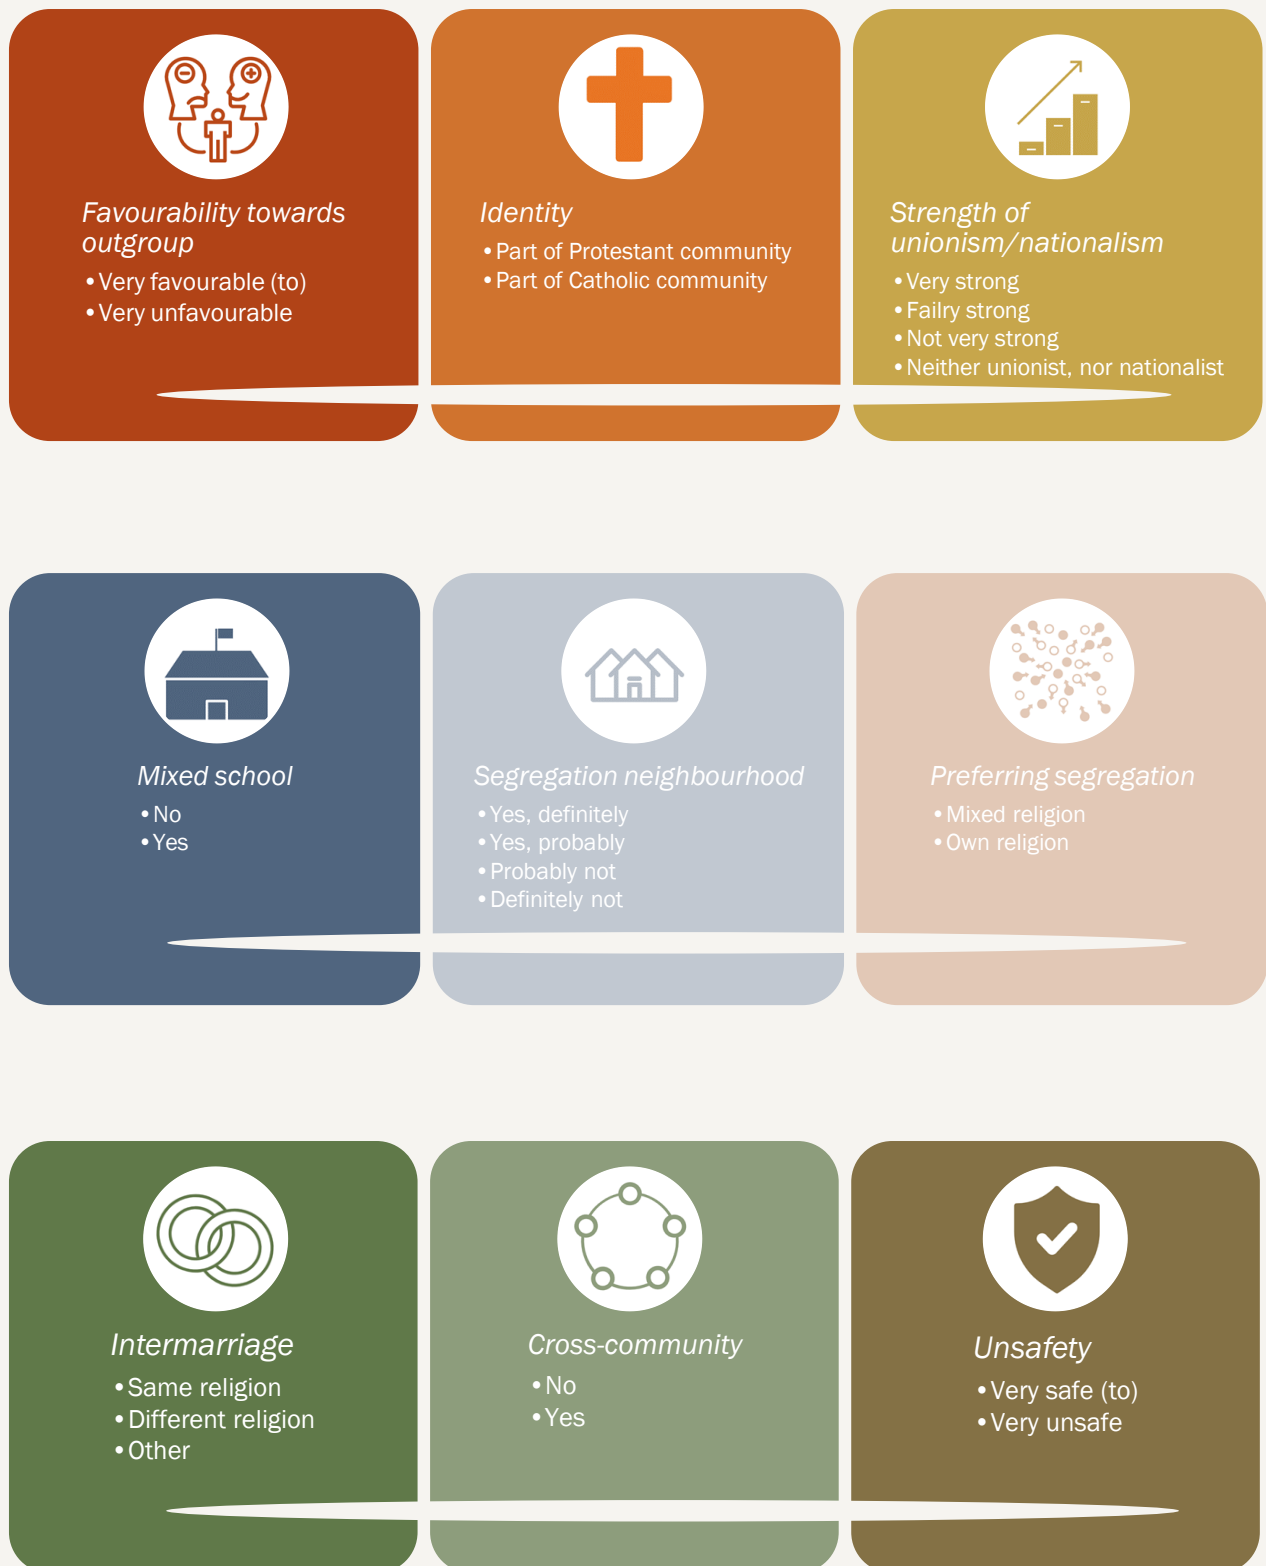 Favourability towards
outgroup
•Very favourable (to)
•Very unfavourable
Identity
•Part of Protestant community
•Part of Catholic community
Strength of
unionism/nationalism
•Very strong
•Failry strong
•Not very strong
•Neither unionist, nor nationalist
Mixed school
•No
•Yes
Segregation neighbourhood
•Yes, definitely
•Yes, probably
•Probably not
•Definitely not
Preferring segregation
•Mixed religion
•Own religion
Intermarriage
•Same religion
•Different religion
•Other
Cross-community
•No
•Yes
Unsafety
•Very safe (to)
•Very unsafe